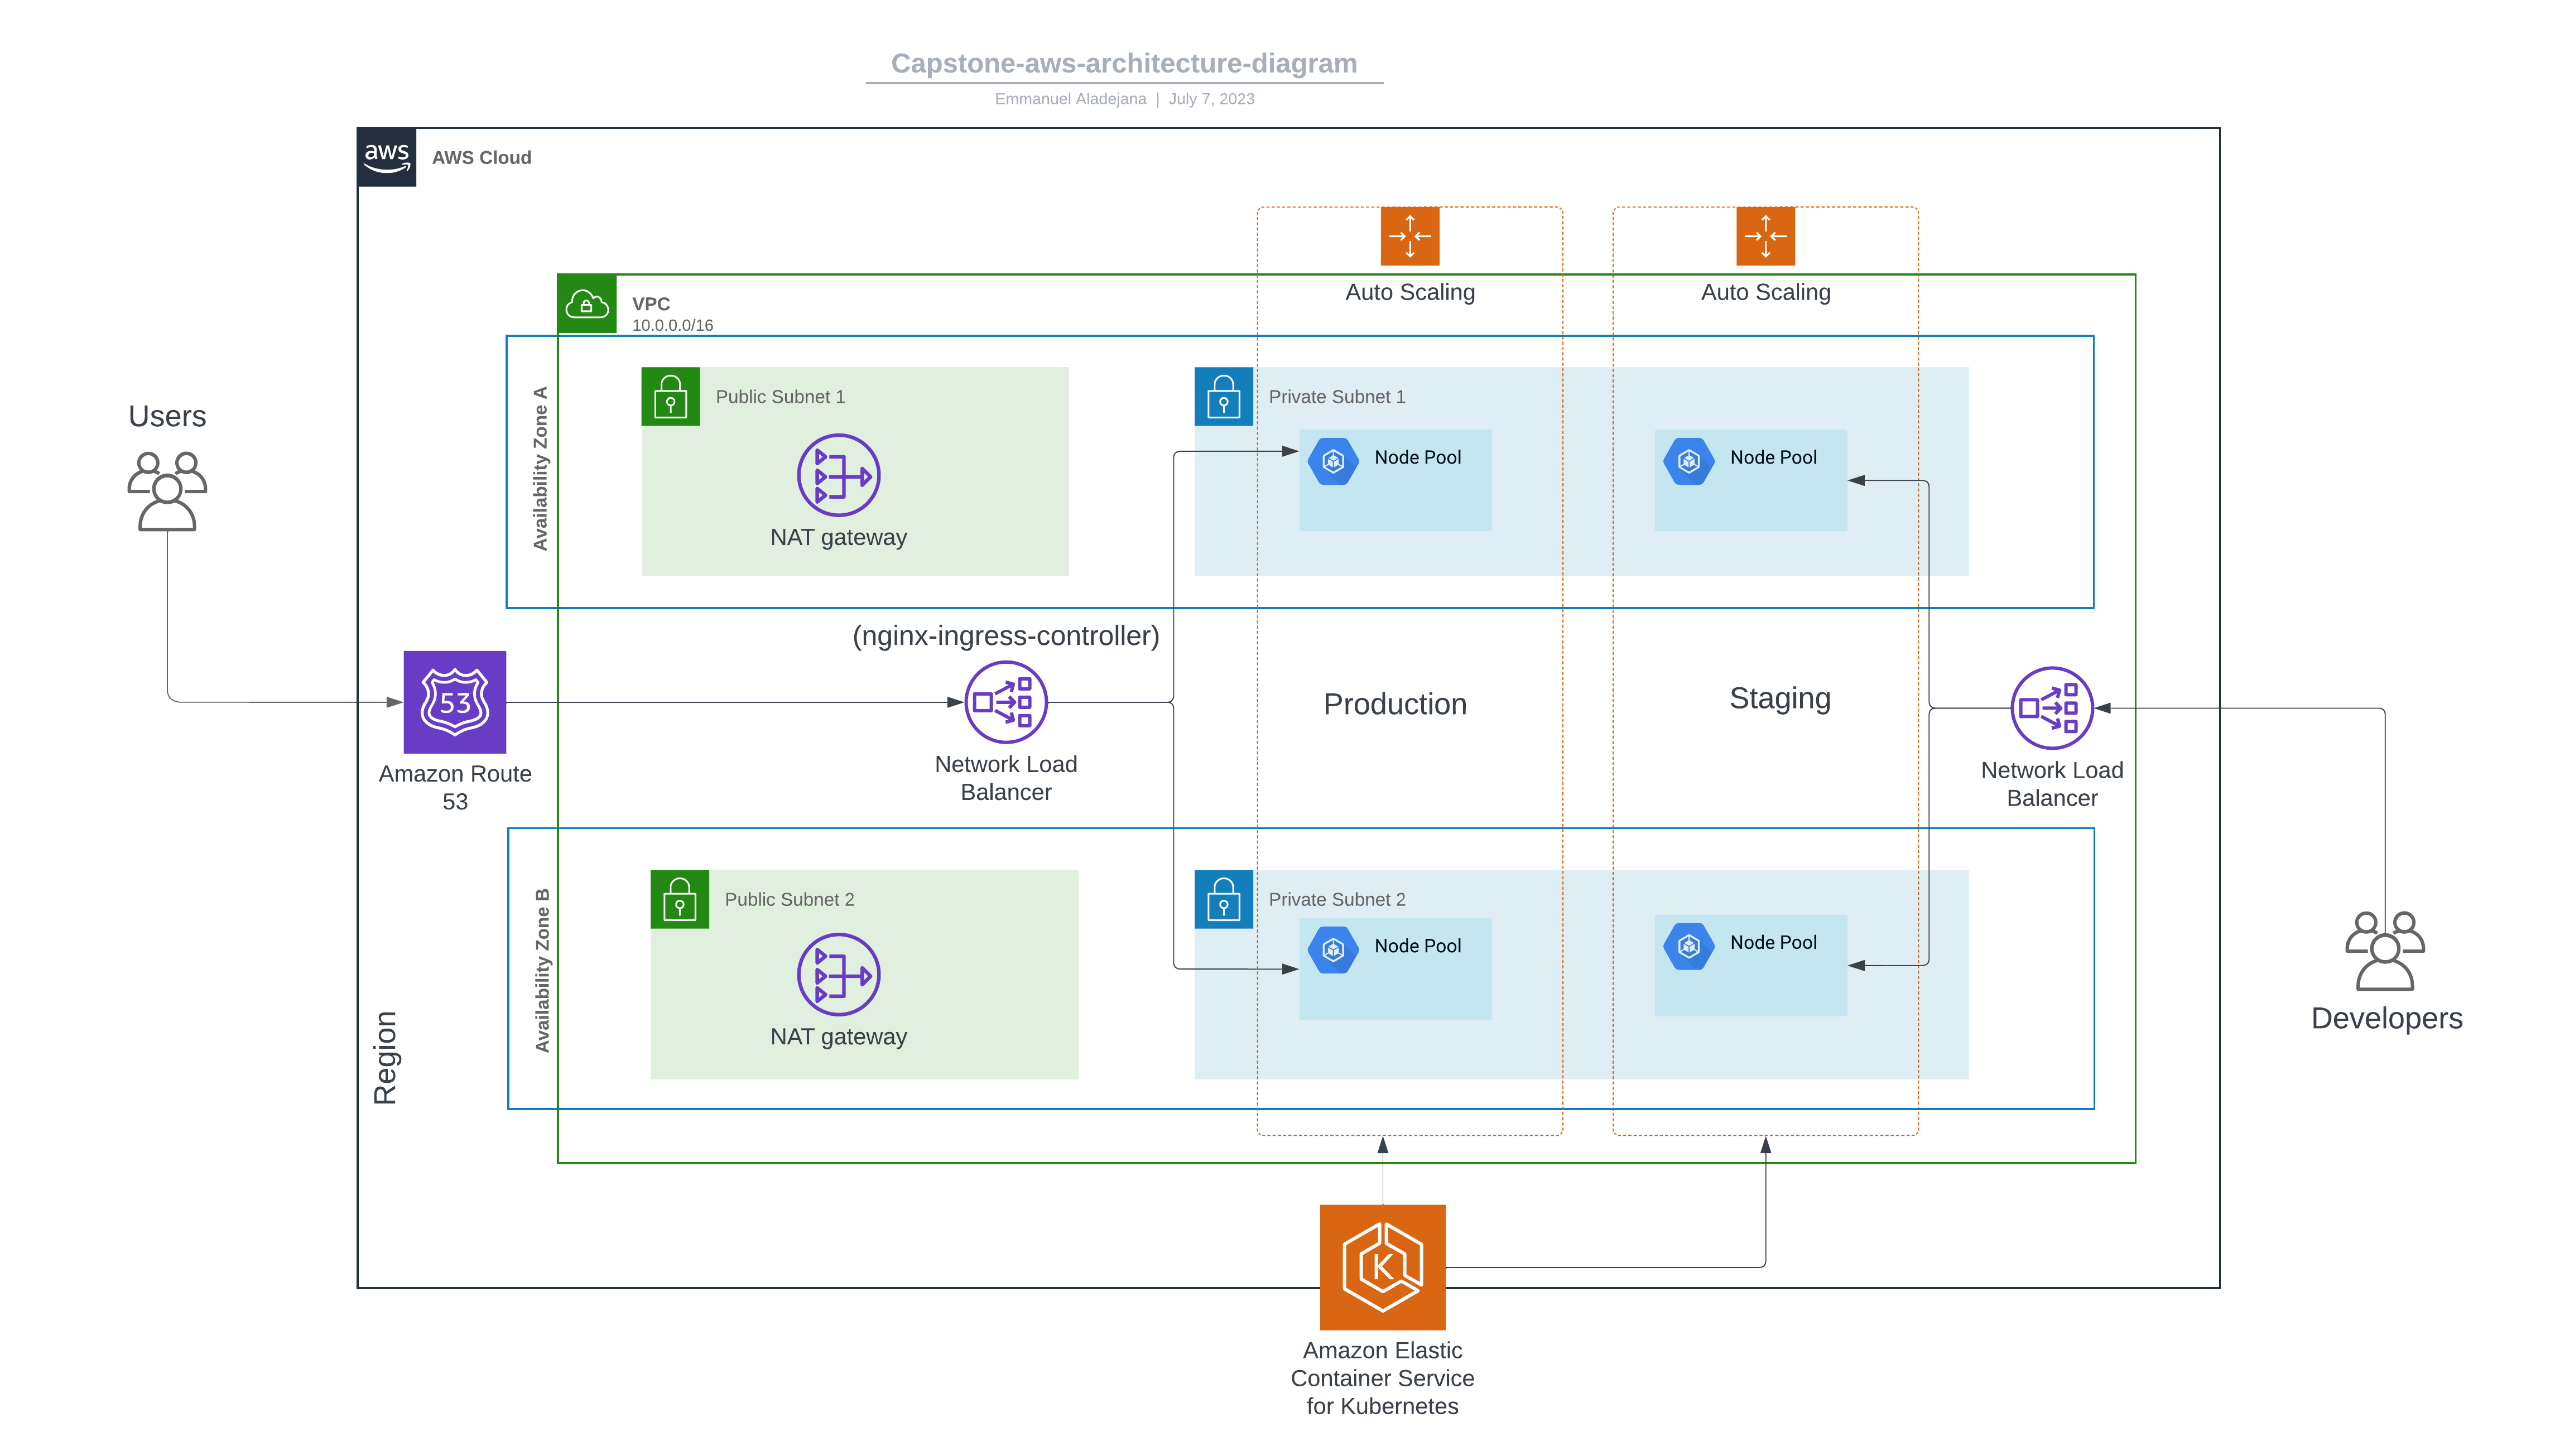 Capstone-aws-architecture-diagram
Emmanuel Aladejana | July 7, 2023
aws
AWS Cloud
Auto Scaling
Auto Scaling
VPC
10.0.0.0/16
Availability Zone A
Public Subnet 1
NAT gateway
Private Subnet 1
Node Pool
Node Pool
Users
(nginx-ingress-controller)
53
Amazon Route
53
Network Load
Balancer
Production
Staging
Network Load
Balancer
Availability Zone B
Public Subnet 2
NAT gateway
Private Subnet 2
Node Pool
Node Pool
Region
Developers
K
Amazon Elastic
Container Service
for Kubernetes